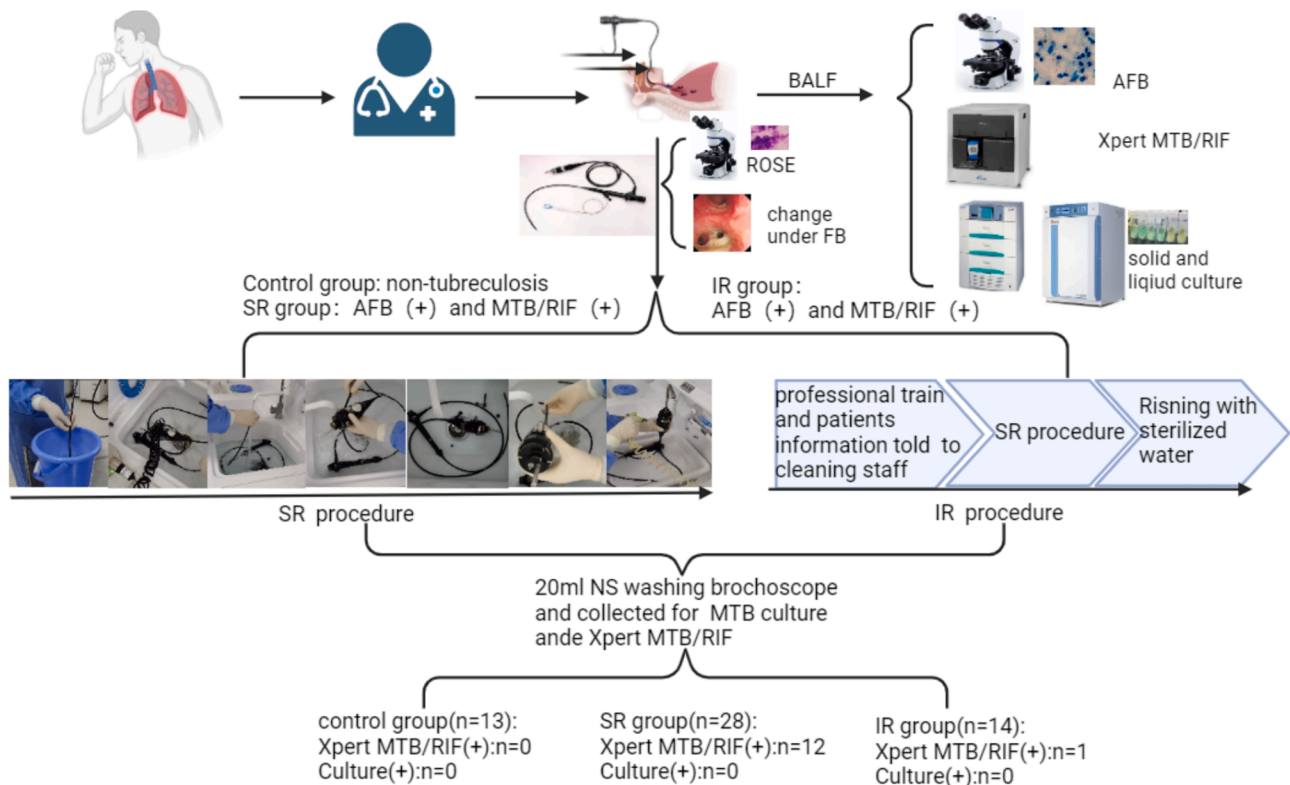 BALF
AFB
Xpert MTB/RIF
ROSE
change
under FB
solid and
liqiud culture
Control group: non-tubreculosis
SR group： AFB（+）and MTB/RIF（+）
IR group：
AFB（+）and MTB/RIF（+）
professional train
and patients
information told to
cleaning staff
SR procedure
Risning with
sterilized
water
SR procedure
IR procedure
20ml NS washing brochoscope
and collected for MTB culture
ande Xpert MTB/RIF
control group(n=13):
Xpert MTB/RIF(+):n=0
Culture(+):n=0
SR group(n=28):
Xpert MTB/RIF(+):n=12
Culture(+):n=0
IR group(n=14):
Xpert MTB/RIF(+):n=1
Culture(+):n=0